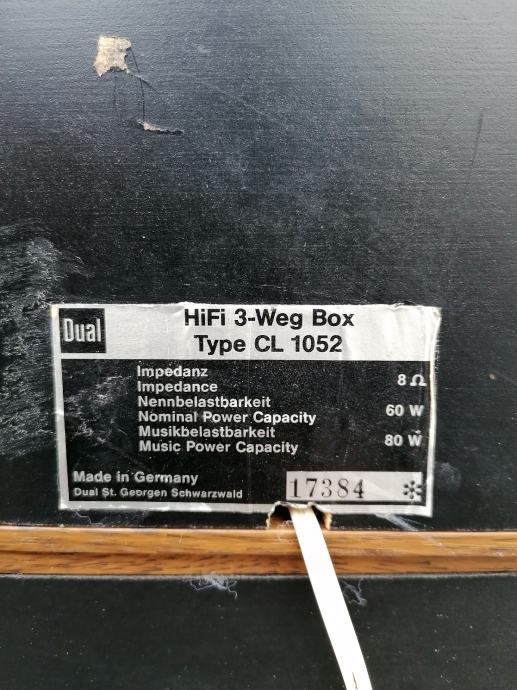 Dual
HiFi 3-Weg Box
Type CL 1052
Impedanz
Impedance
8 Ω
Nennbelastbarkeit
Nominal Power Capacity
60 W
Musikbelastbarkeit
Music Power Capacity
80 W
Made in Germany
Dual St. Georgen Schwarzwald
17384 *